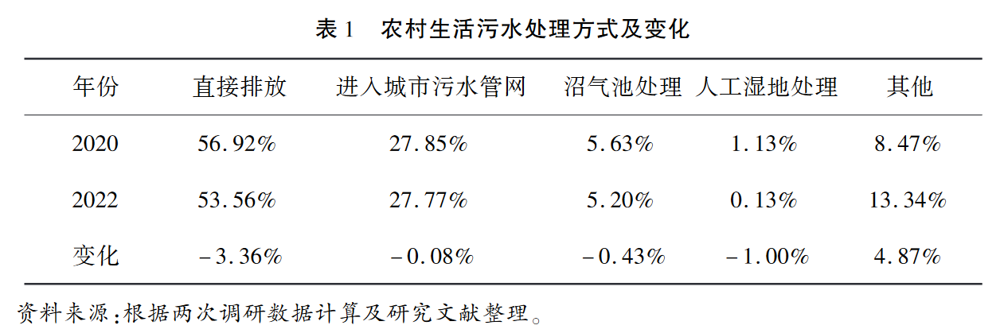 表 1 农村生活污水处理方式及变化
年份 直接排放 进入城市污水管网 沼气池处理 人工湿地处理 其他
2020 56.92% 27.85% 5.63% 1.13% 8.47%
2022 53.56% 27.77% 5.20% 0.13% 13.34%
变化 -3.36% -0.08% -0.43% -1.00% 4.87%
资料来源:根据两次调研数据计算及研究文献整理。